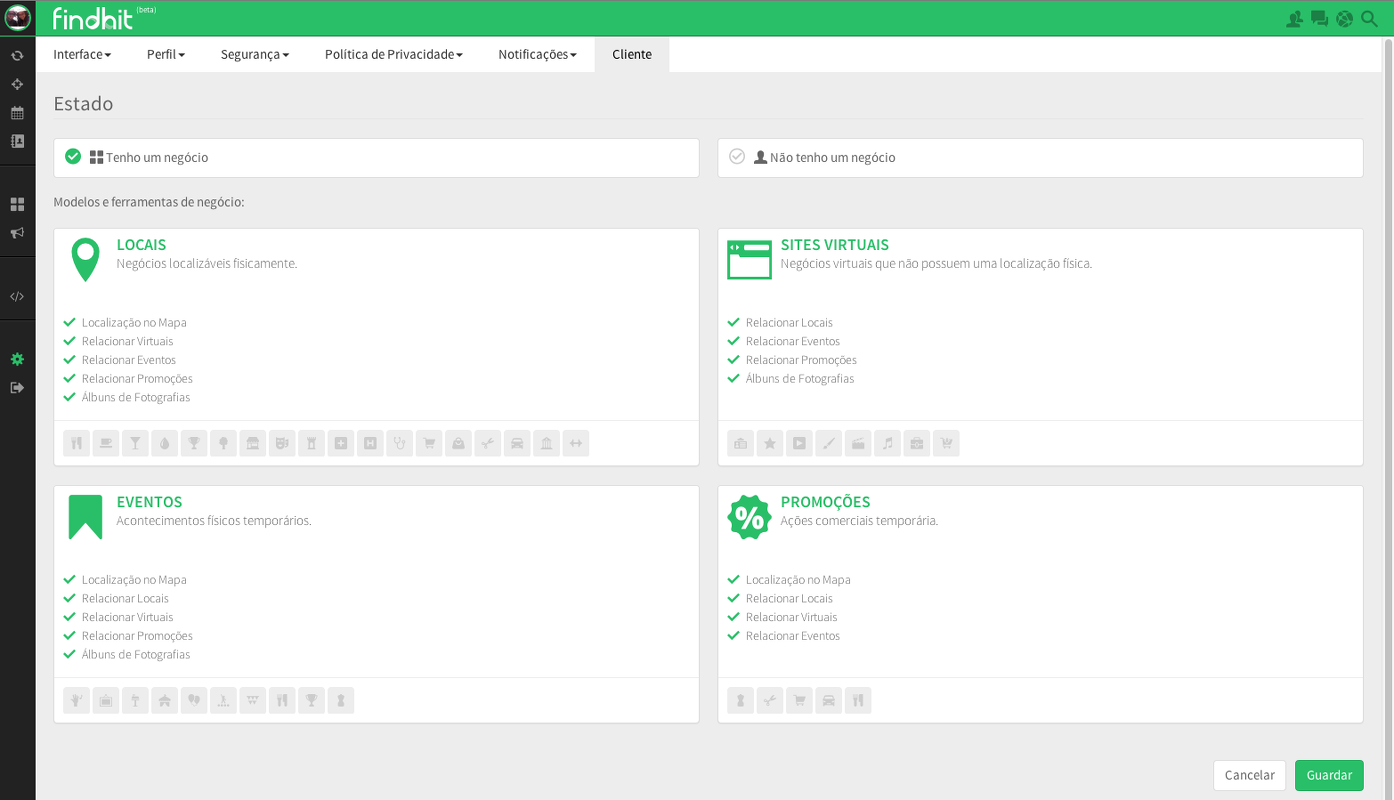 findhit (beta)
Interface Perfil Segurança Política de Privacidade Notificações Cliente
Estado
Tenho um negócio
Não tenho um negócio
Modelos e ferramentas de negócio:
LOCAIS
Negócios localizáveis fisicamente.
Localização no Mapa
Relacionar Virtuais
Relacionar Eventos
Relacionar Promoções
Álbuns de Fotografias
SITES VIRTUAIS
Negócios virtuais que não possuem uma localização física.
Relacionar Locais
Relacionar Eventos
Relacionar Promoções
Álbuns de Fotografias
EVENTOS
Acontecimentos físicos temporários.
Localização no Mapa
Relacionar Locais
Relacionar Virtuais
Relacionar Promoções
Álbuns de Fotografias
PROMOÇÕES
Ações comerciais temporária.
Localização no Mapa
Relacionar Locais
Relacionar Virtuais
Relacionar Eventos
Cancelar
Guardar